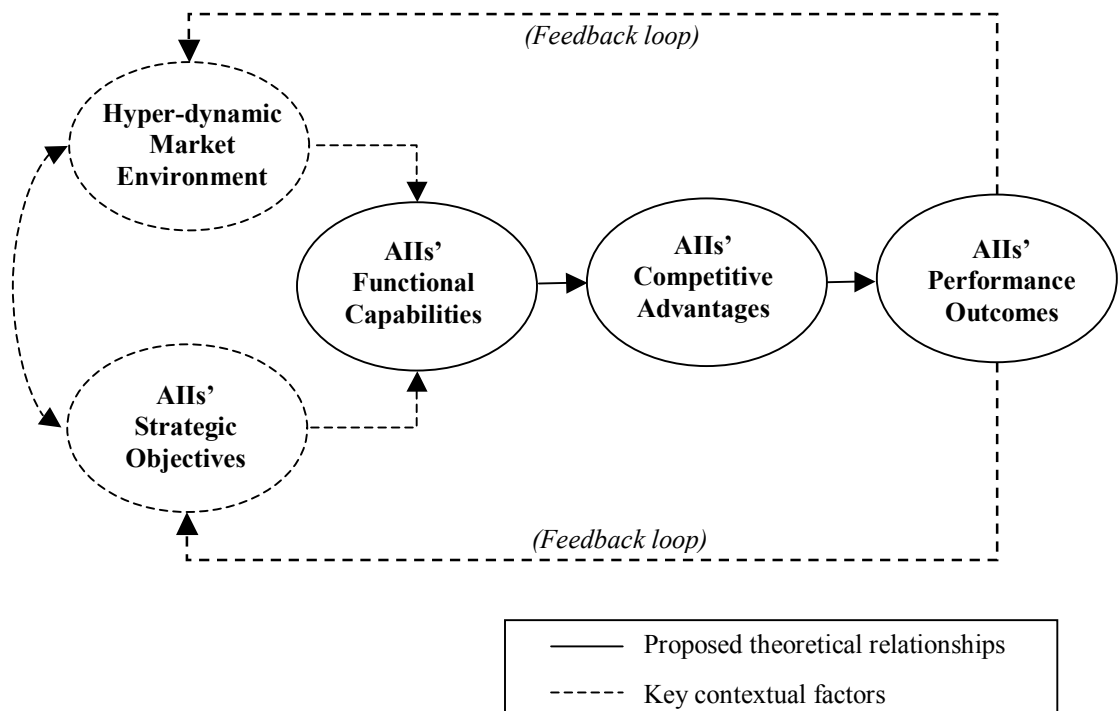 (Feedback loop)
Hyper-dynamic
Market
Environment
AIIs’
Functional
Capabilities
AIIs’
Competitive
Advantages
AIIs’
Performance
Outcomes
AIIs’
Strategic
Objectives
(Feedback loop)
Proposed theoretical relationships
Key contextual factors